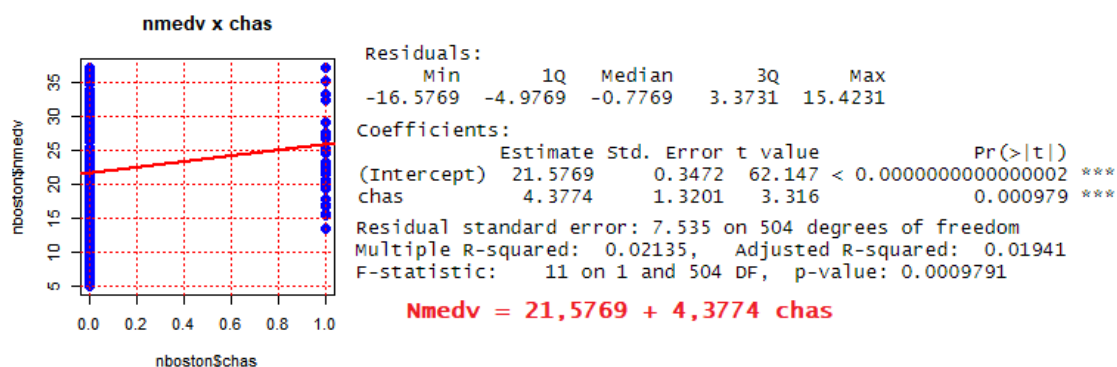 nmedv x chas
nboston$nmedv
35
30
25
20
15
10
5
0.0 0.2 0.4 0.6 0.8 1.0
nboston$chas
Residuals:
Min 1Q Median 3Q Max
-16.5769 -4.9769 -0.7769 3.3731 15.4231
Coefficients:
Estimate Std. Error t value Pr(>|t|)
(Intercept) 21.5769 0.3472 62.147 < 0.0000000000000002 ***
chas 4.3774 1.3201 3.316 0.000979 ***
Residual standard error: 7.535 on 504 degrees of freedom
Multiple R-squared: 0.02135, Adjusted R-squared: 0.01941
F-statistic: 11 on 1 and 504 DF, p-value: 0.0009791
Nmedv = 21,5769 + 4,3774 chas